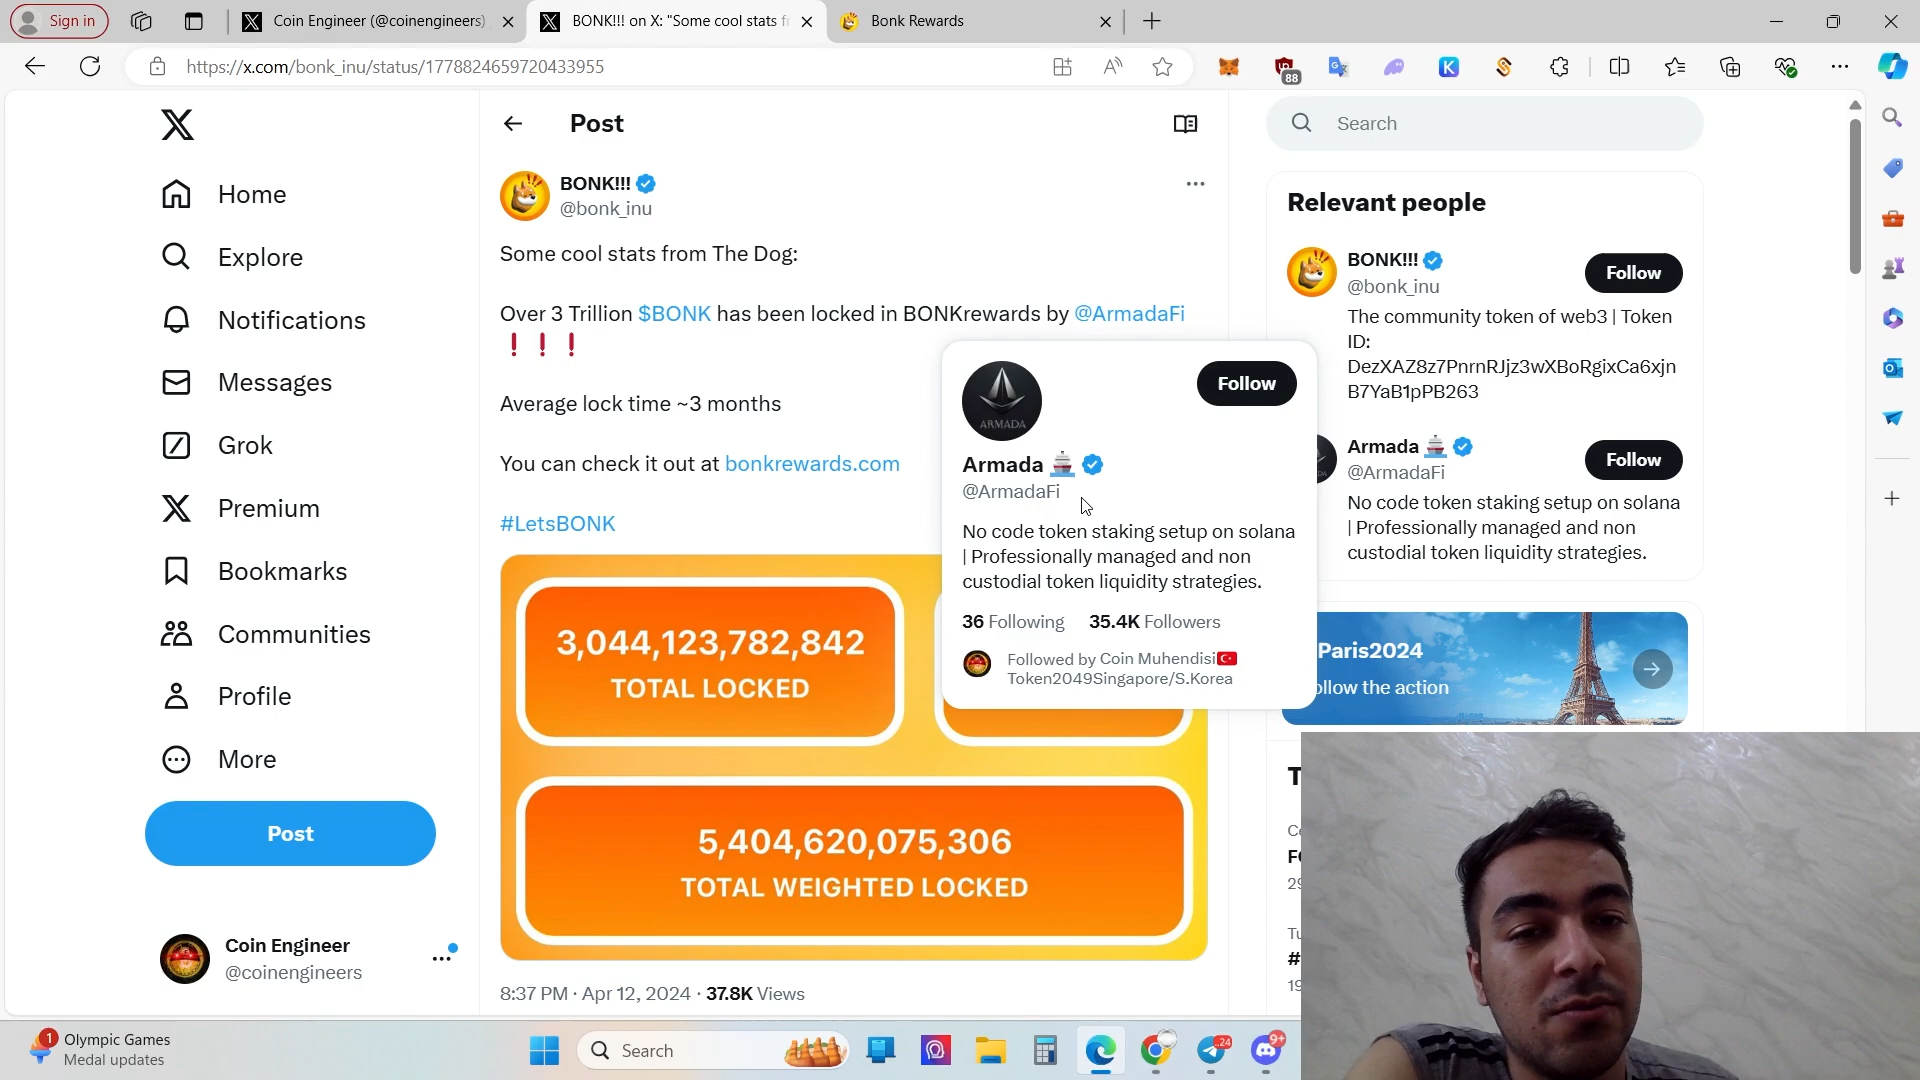 Sign in
Coin Engineer (@coinengineers)
BONK!!! on X: "Some cool stats fr
Bonk Rewards
https://x.com/bonk_inu/status/1778824659720433955
88
Home
Explore
Notifications
Messages
Grok
Premium
Bookmarks
Communities
Profile
More
Post
Coin Engineer
@coinengineers
Post
BONK!!!
@bonk_inu
Some cool stats from The Dog:
Over 3 Trillion $BONK has been locked in BONKrewards by @ArmadaFi
❗❗❗
Average lock time ~3 months
You can check it out at bonkrewards.com
#LetsBONK
3,044,123,782,842
TOTAL LOCKED
5,404,620,075,306
TOTAL WEIGHTED LOCKED
8:37 PM · Apr 12, 2024 · 37.8K Views
ARMADA
Follow
Armada
@ArmadaFi
No code token staking setup on solana
| Professionally managed and non
custodial token liquidity strategies.
36 Following 35.4K Followers
Followed by Coin Muhendisi
Token2049Singapore/S.Korea
Search
Relevant people
BONK!!!
@bonk_inu
Follow
The community token of web3 | Token
ID:
DezXAZ8z7PnrnRJjz3wXBoRgixCa6xjn
B7YaB1pPB263
Armada
@ArmadaFi
Follow
No code token staking setup on solana
| Professionally managed and non
custodial token liquidity strategies.
Paris2024
ollow the action
1
Olympic Games
Medal updates
Search
24
9+